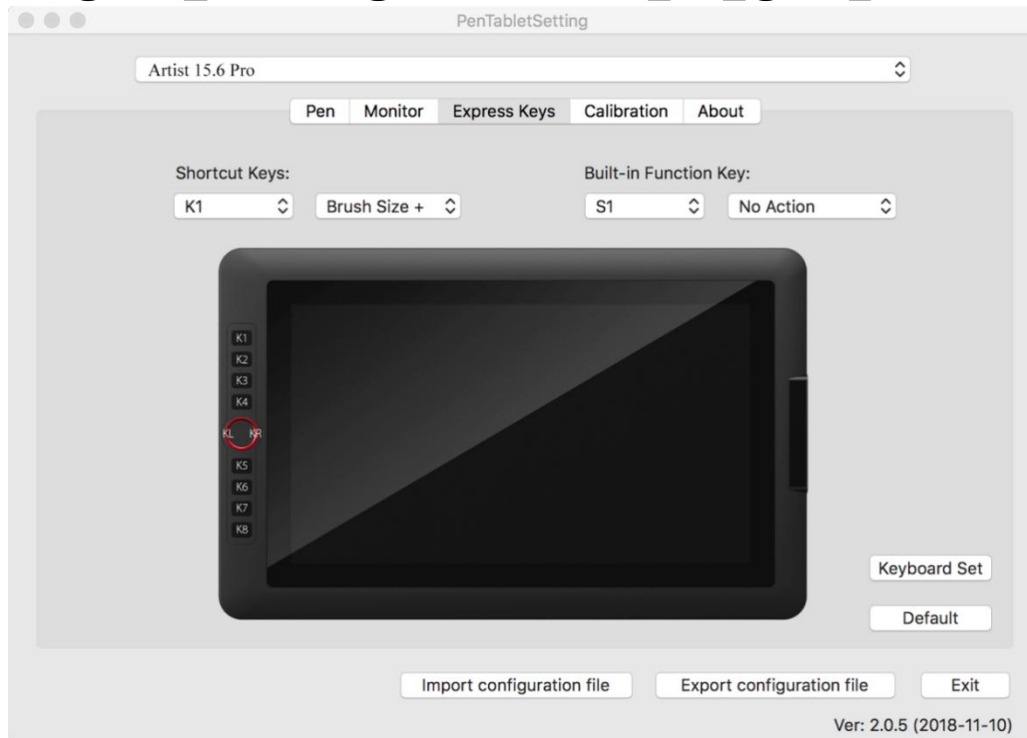 PenTabletSetting
Artist 15.6 Pro
Pen Monitor Express Keys Calibration About
Shortcut Keys: Built-in Function Key:
K1 Brush Size + S1 No Action
K1
K2
K3
K4
KL KR
K5
K6
K7
K8
Keyboard Set
Default
Import configuration file Export configuration file Exit
Ver: 2.0.5 (2018-11-10)